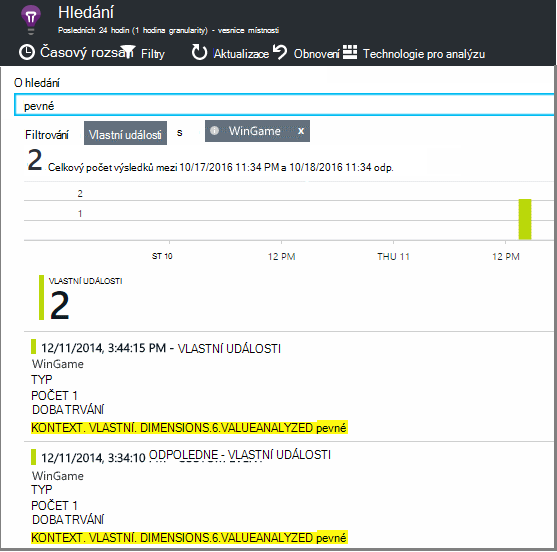 Hledání
Posledních 24 hodin (1 hodina granularity) - vesnice místnosti
Časový rozsah Filtry Aktualizace Obnovení Technologie pro analýzu
O hledání
pevné
Filtrování Vlastní události s WinGame x
2 Celkový počet výsledků mezi 10/17/2016 11:34 PM a 10/18/2016 11:34 odp.
2
1
ST 10 12 PM THU 11 12 PM
VLASTNÍ UDÁLOSTI
2
12/11/2014, 3:44:15 PM - VLASTNÍ UDÁLOSTI
WinGame
TYP
POČET 1
DOBA TRVÁNÍ
KONTEXT. VLASTNÍ. DIMENSIONS.6.VALUEANALYZED pevné
12/11/2014, 3:34:10 ODPOLEDNE - VLASTNÍ UDÁLOSTI
WinGame
TYP
POČET 1
DOBA TRVÁNÍ
KONTEXT. VLASTNÍ. DIMENSIONS.6.VALUEANALYZED pevné